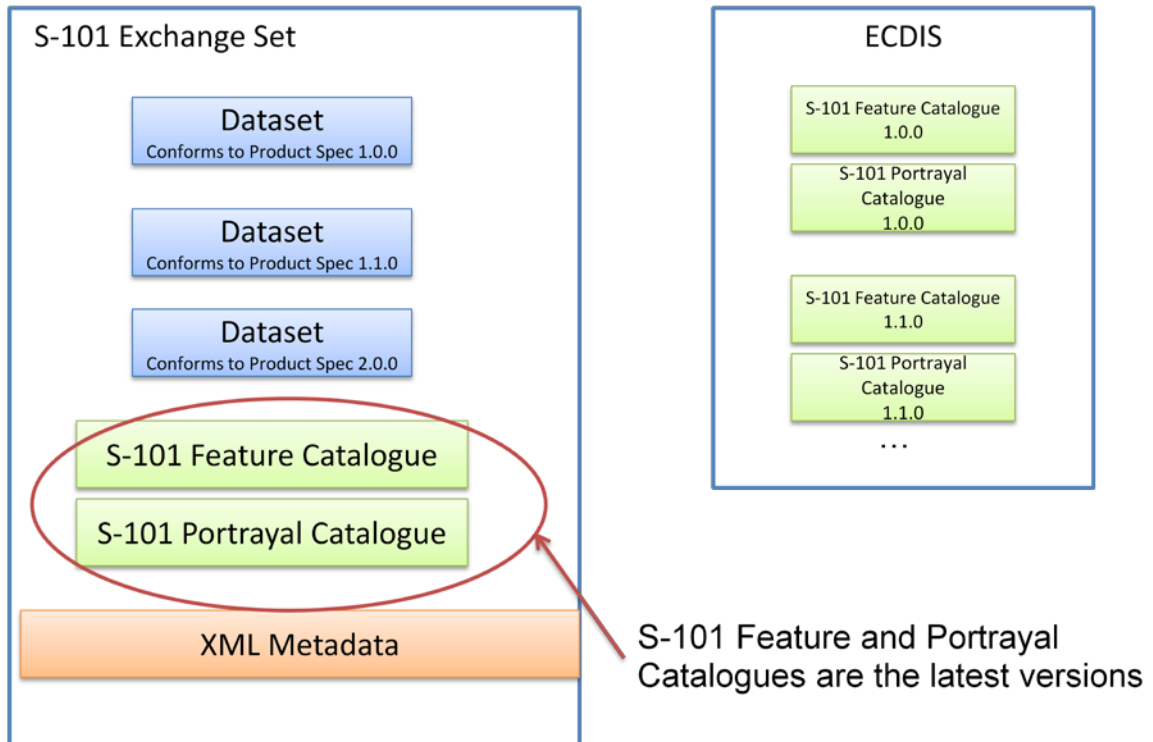 S-101 Exchange Set
Dataset
Conforms to Product Spec 1.0.0
Dataset
Conforms to Product Spec 1.1.0
Dataset
Conforms to Product Spec 2.0.0
S-101 Feature Catalogue
S-101 Portrayal Catalogue
XML Metadata
ECDIS
S-101 Feature Catalogue
1.0.0
S-101 Portrayal
Catalogue
1.0.0
S-101 Feature Catalogue
1.1.0
S-101 Portrayal
Catalogue
1.1.0
...
S-101 Feature and Portrayal
Catalogues are the latest versions